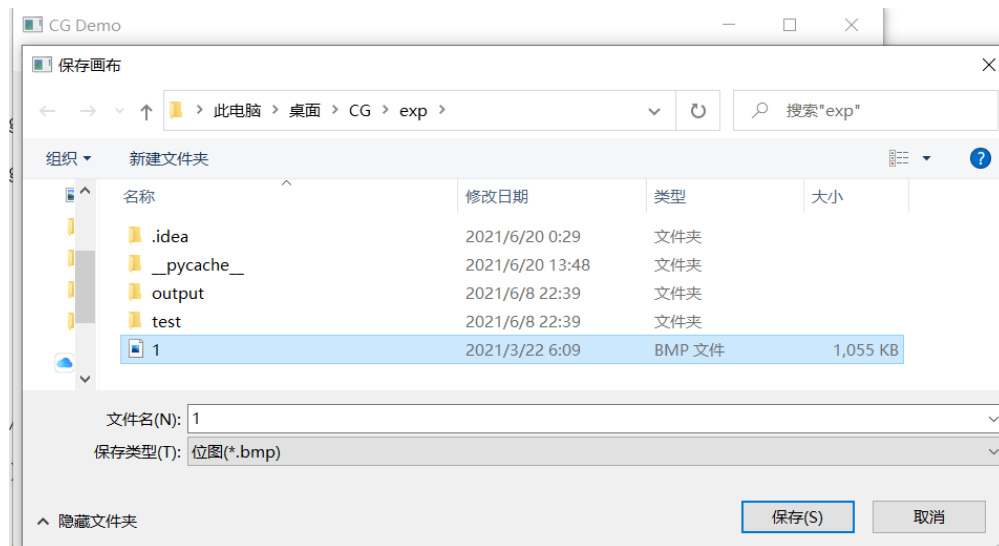 CG Demo
保存画布
此电脑 > 桌面 > CG > exp >
搜索"exp"
组织
新建文件夹
?
名称 修改日期 类型 大小
.idea 2021/6/20 0:29 文件夹
__pycache__ 2021/6/20 13:48 文件夹
output 2021/6/8 22:39 文件夹
test 2021/6/8 22:39 文件夹
1 2021/3/22 6:09 BMP 文件 1,055 KB
文件名(N): 1
保存类型(T): 位图(*.bmp)
隐藏文件夹
保存(S) 取消